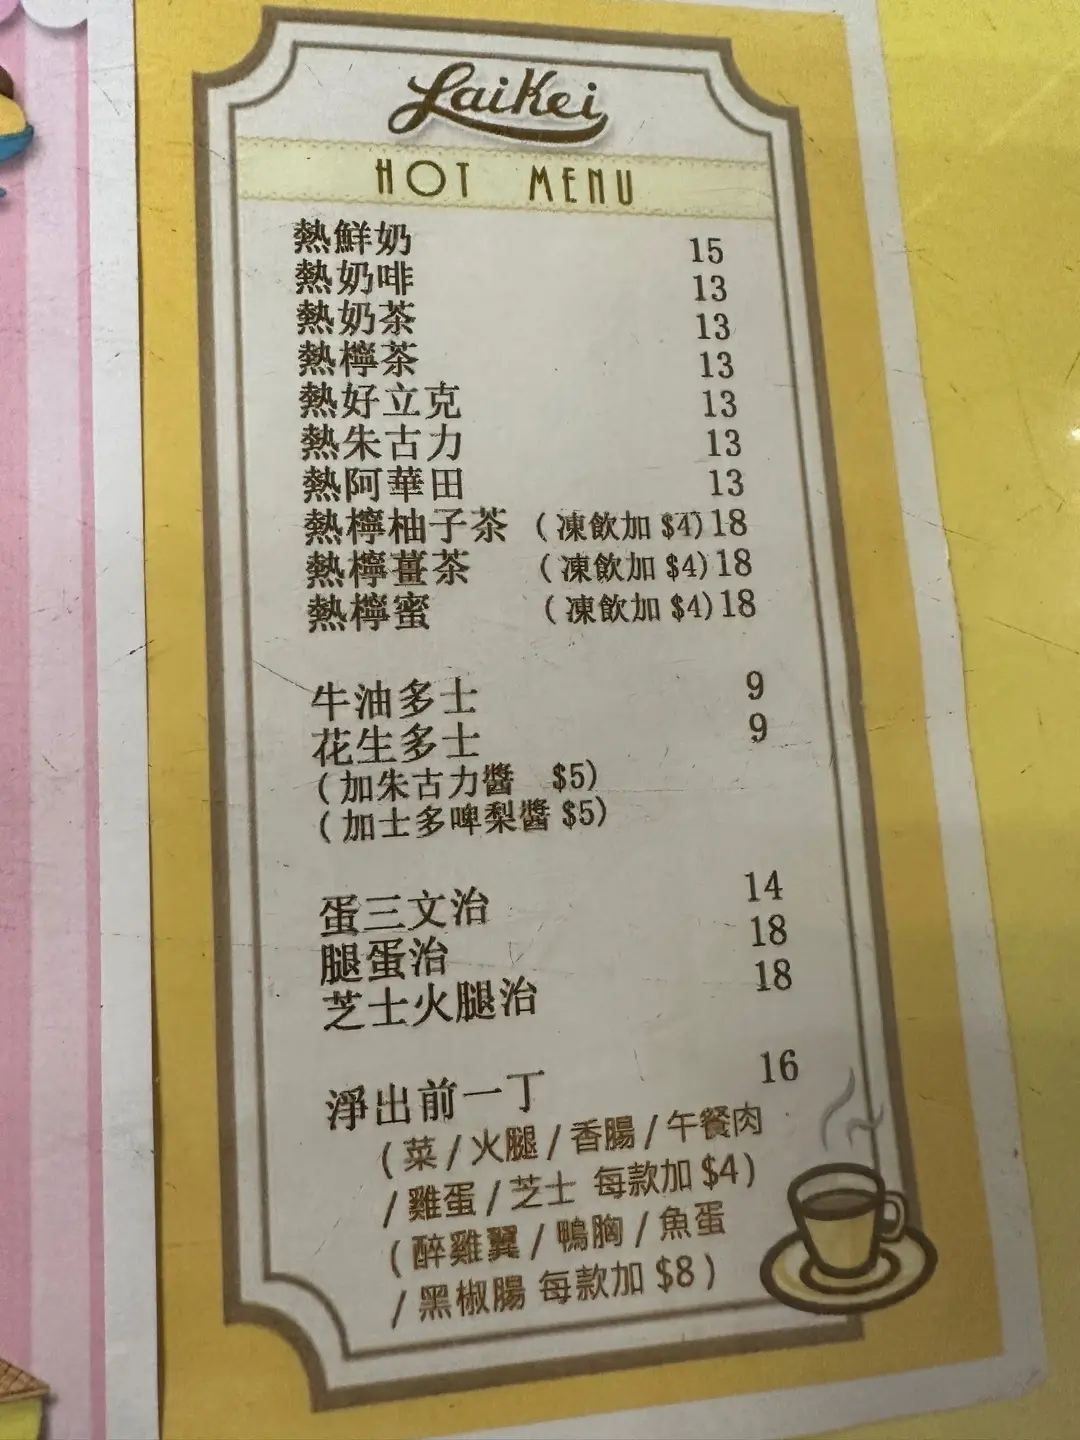 LaiKei
HOT MENU
熱鮮奶 15
熱奶啡 13
熱奶茶 13
熱檸茶 13
熱好立克 13
熱朱古力 13
熱阿華田 13
熱檸柚子茶 (凍飲加 $4) 18
熱檸薑茶 (凍飲加 $4) 18
熱檸蜜 (凍飲加 $4) 18
牛油多士 9
花生多士 9
(加朱古力醬 $5)
(加士多啤梨醬 $5)
蛋三文治 14
腿蛋治 18
芝士火腿治 18
淨出前一丁 16
(菜/火腿/香腸/午餐肉
/雞蛋/芝士 每款加 $4)
(醉雞翼/鴨胸/魚蛋
/黑椒腸 每款加 $8)